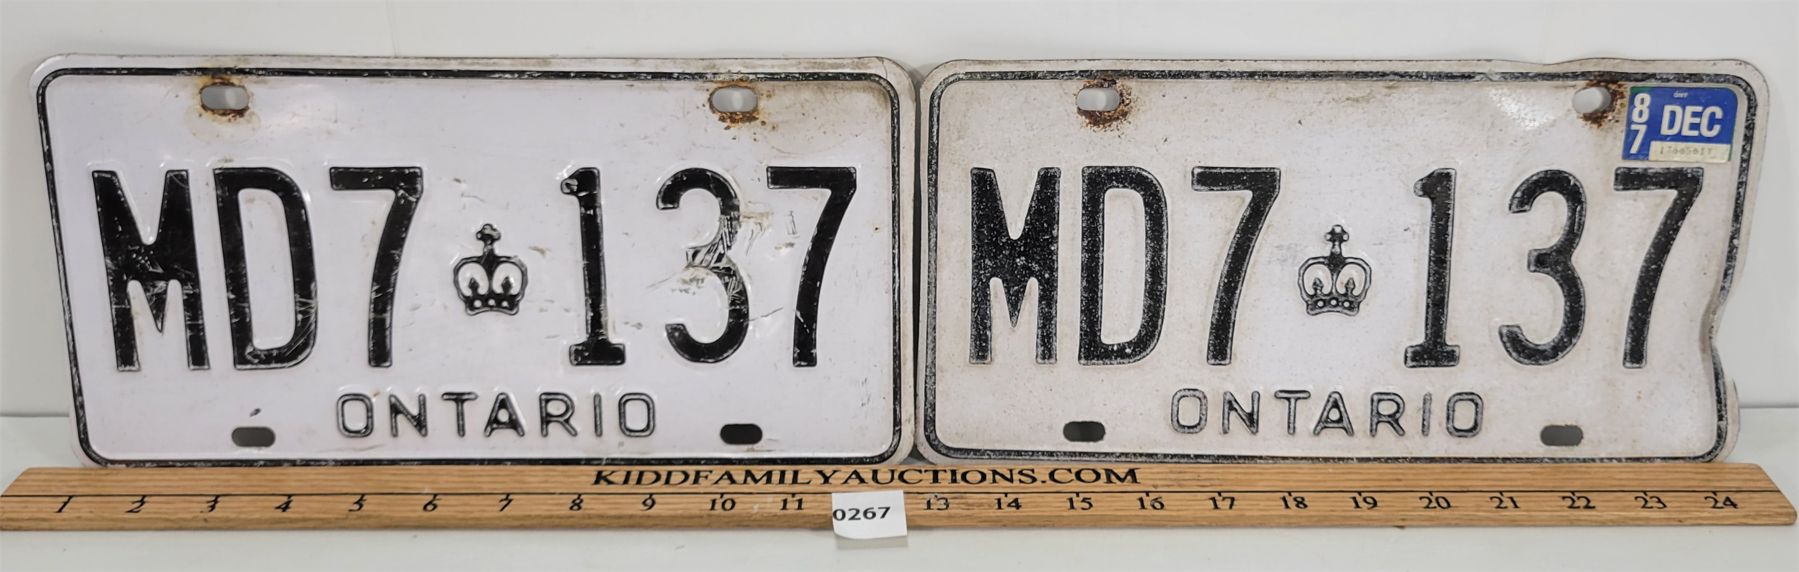 MD7 137
ONTARIO
MD7 137
ONTARIO
87
ONT
DEC
KIDDFAMILYAUCTIONS.COM
1 2 3 4 5 6 7 8 9 10 11 13 14 15 16 17 18 19 20 21 22 23 24
0267